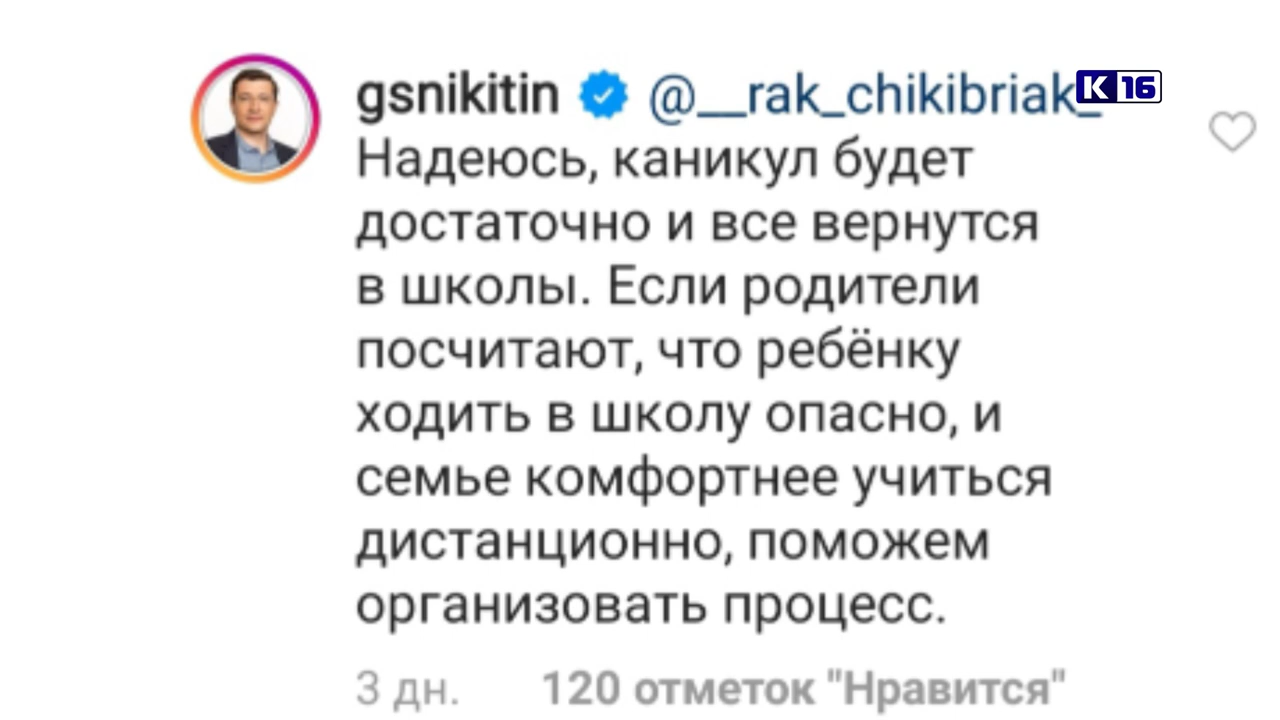 gsnikitin @__rak_chikibriak_
К 16
Надеюсь, каникул будет
достаточно и все вернутся
в школы. Если родители
посчитают, что ребёнку
ходить в школу опасно, и
семье комфортнее учиться
дистанционно, поможем
организовать процесс.
3 дн. 120 отметок "Нравится"